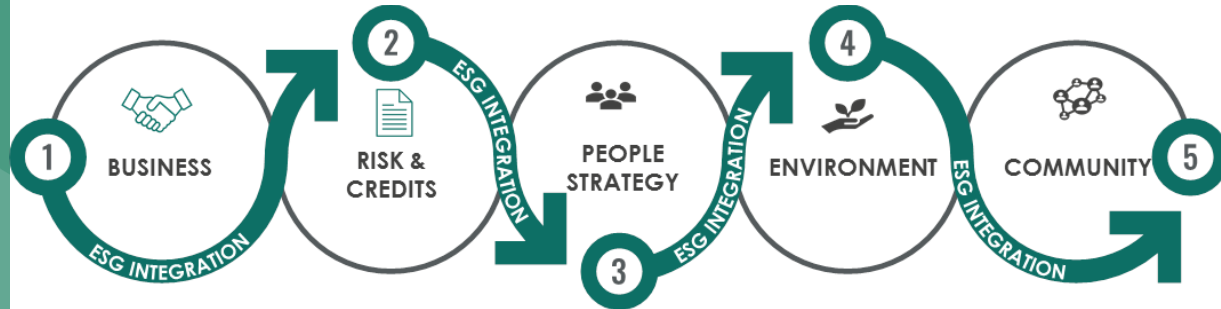 1
BUSINESS
ESG INTEGRATION
2
RISK &
CREDITS
ESG INTEGRATION
PEOPLE
STRATEGY
3
ESG INTEGRATION
4
ENVIRONMENT
ESG INTEGRATION
COMMUNITY
5